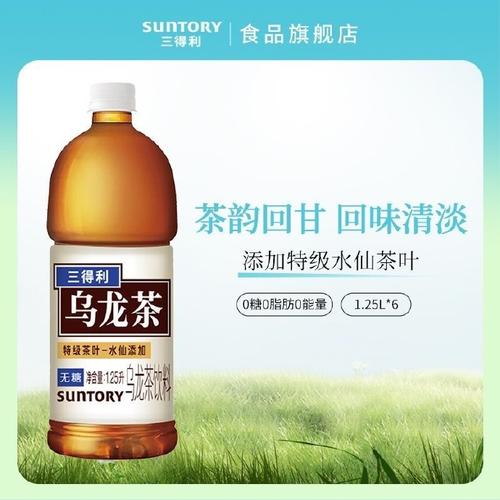 SUNTORY
三得利
食品旗舰店
茶韵回甘 回味清淡
添加特级水仙茶叶
0糖0脂肪0能量
1.25L*6
三得利
乌龙茶
特级茶叶-水仙添加
无糖
净含量:1.25升
乌龙茶饮料
SUNTORY